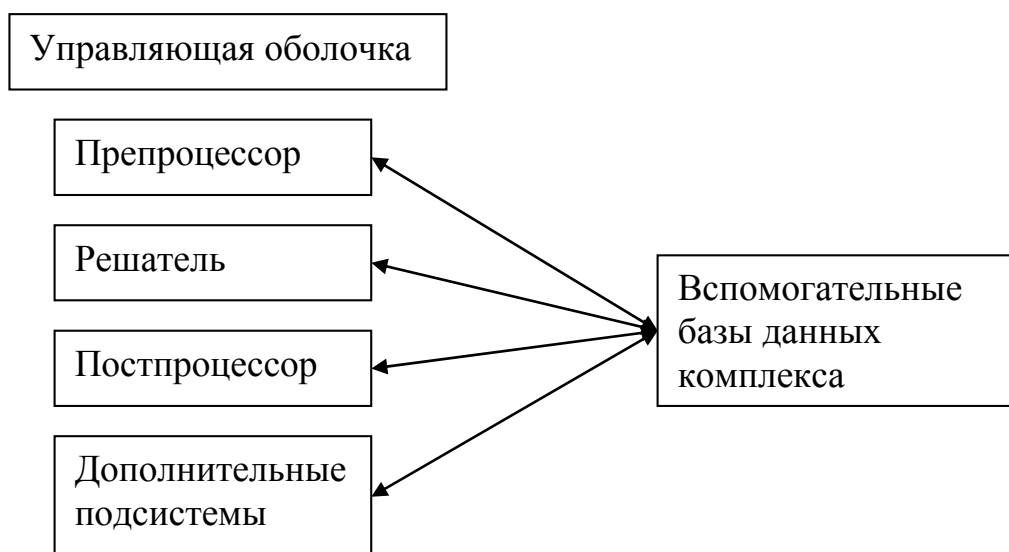 Управляющая оболочка
Препроцессор
Решатель
Постпроцессор
Дополнительные
подсистемы
Вспомогательные
базы данных
комплекса